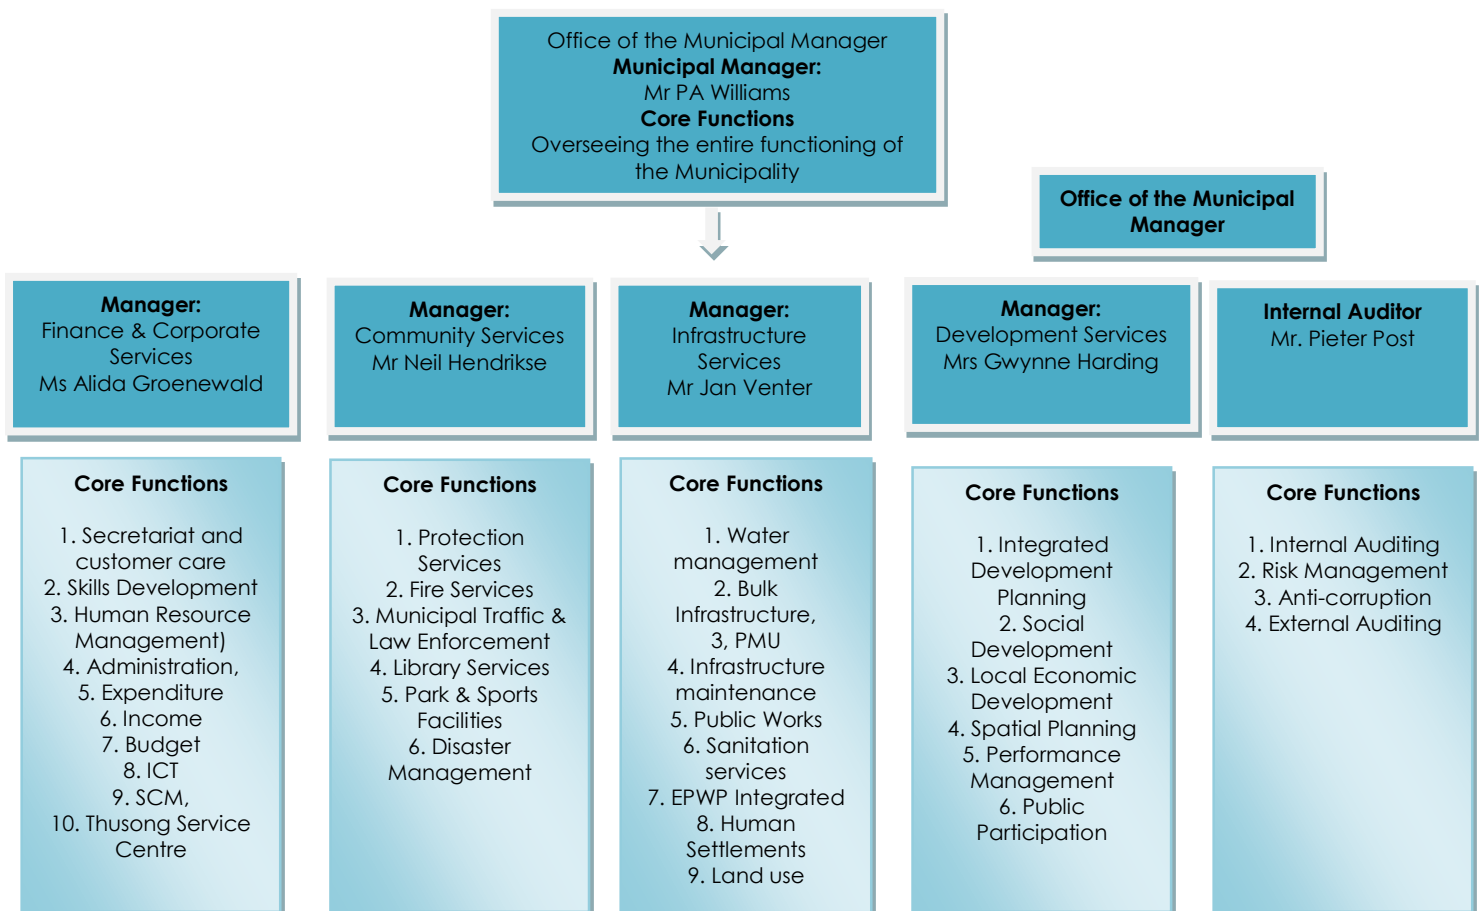 Office of the Municipal Manager
Municipal Manager:
Mr PA Williams
Core Functions
Overseeing the entire functioning of
the Municipality
Office of the Municipal
Manager
Manager:
Finance & Corporate
Services
Ms Alida Groenewald
Manager:
Community Services
Mr Neil Hendrikse
Manager:
Infrastructure
Services
Mr Jan Venter
Manager:
Development Services
Mrs Gwynne Harding
Internal Auditor
Mr. Pieter Post
Core Functions
1. Secretariat and
customer care
2. Skills Development
3. Human Resource
Management)
4. Administration,
5. Expenditure
6. Income
7. Budget
8. ICT
9. SCM,
10. Thusong Service
Centre
Core Functions
1. Protection
Services
2. Fire Services
3. Municipal Traffic &
Law Enforcement
4. Library Services
5. Park & Sports
Facilities
6. Disaster
Management
Core Functions
1. Water
management
2. Bulk
Infrastructure,
3, PMU
4. Infrastructure
maintenance
5. Public Works
6. Sanitation
services
7. EPWP Integrated
8. Human
Settlements
9. Land use
Core Functions
1. Integrated
Development
Planning
2. Social
Development
3. Local Economic
Development
4. Spatial Planning
5. Performance
Management
6. Public
Participation
Core Functions
1. Internal Auditing
2. Risk Management
3. Anti-corruption
4. External Auditing